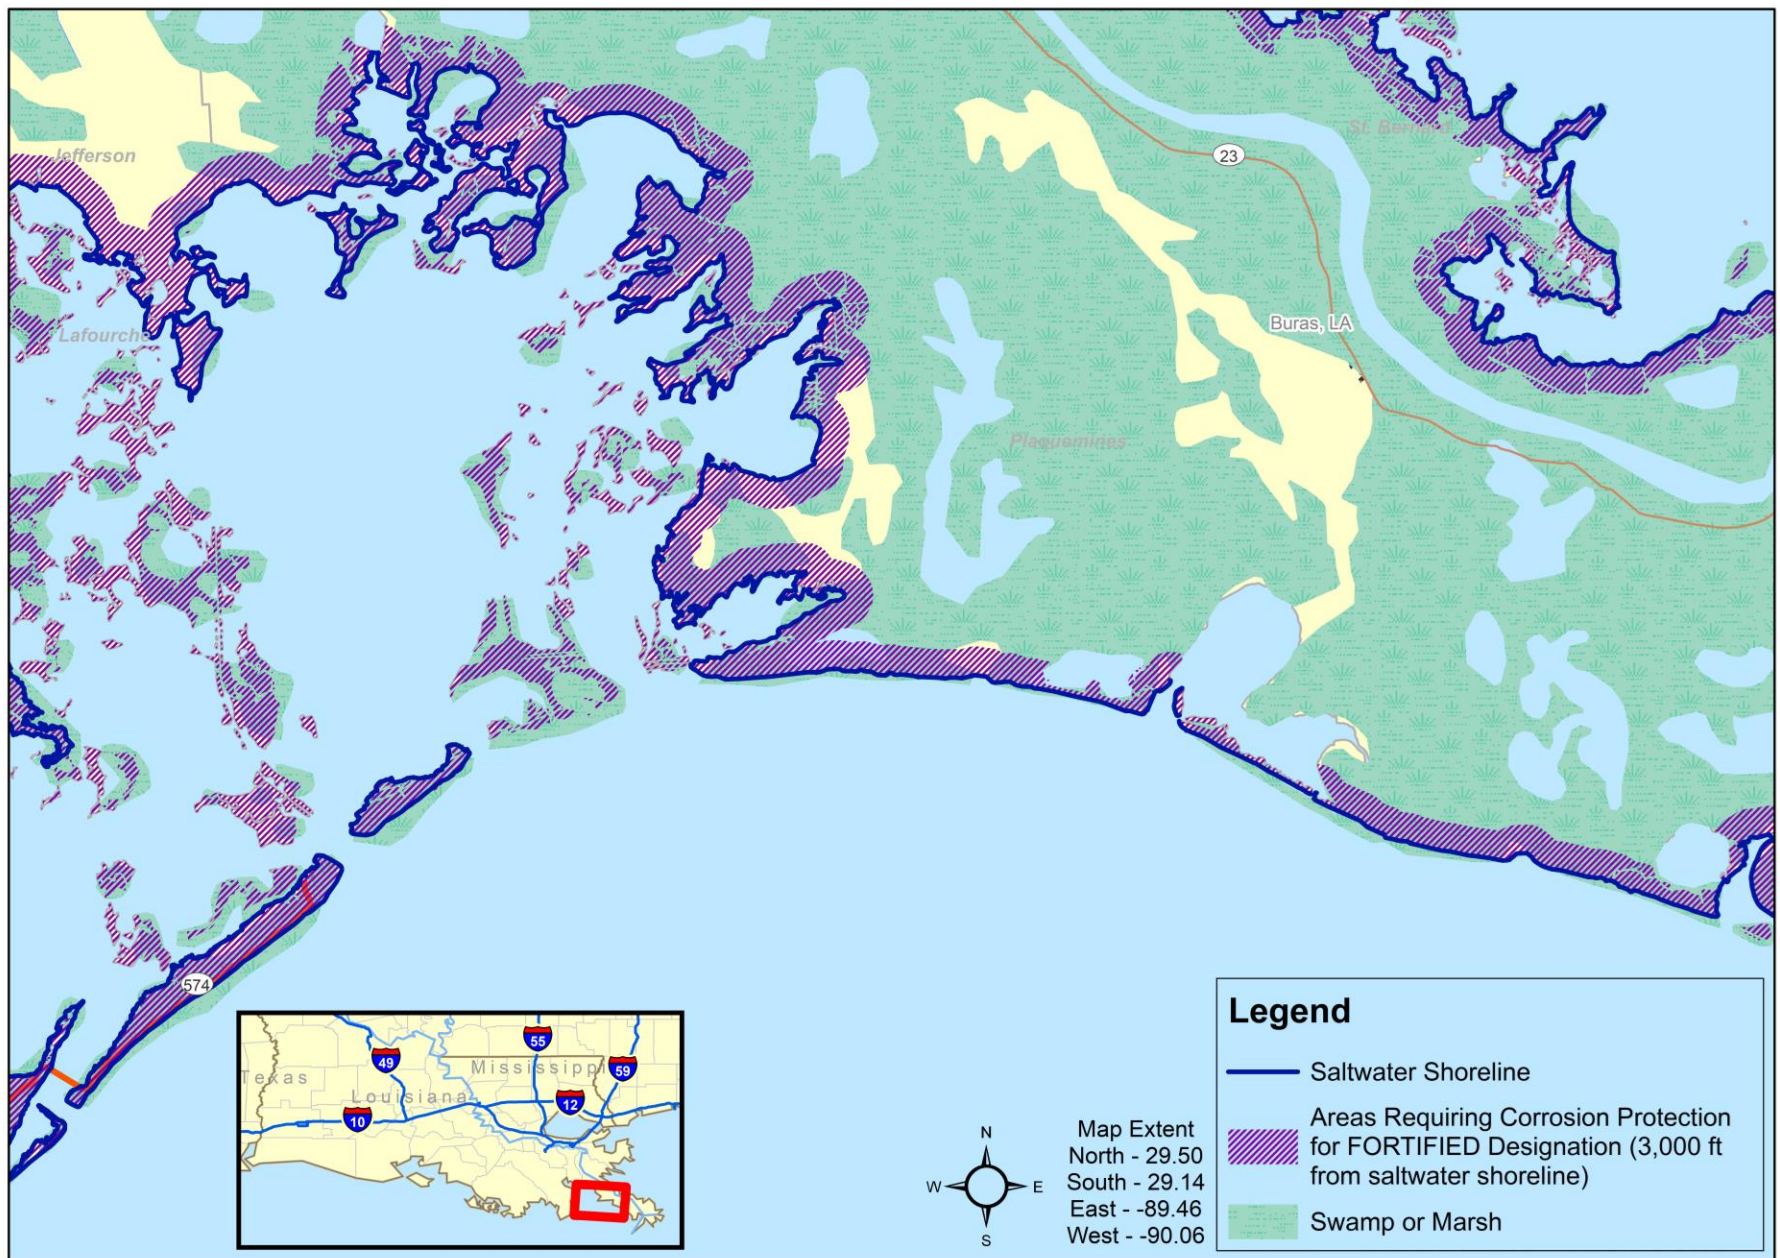 St. Bernard
23
Jefferson
Buras, LA
Lafourche
Plaquemines
574
49
55
59
Mississippi
Texas
Louisiana
12
10
N
W
E
S
Map Extent
North - 29.50
South - 29.14
East - -89.46
West - -90.06
Legend
Saltwater Shoreline
Areas Requiring Corrosion Protection
for FORTIFIED Designation (3,000 ft
from saltwater shoreline)
Swamp or Marsh